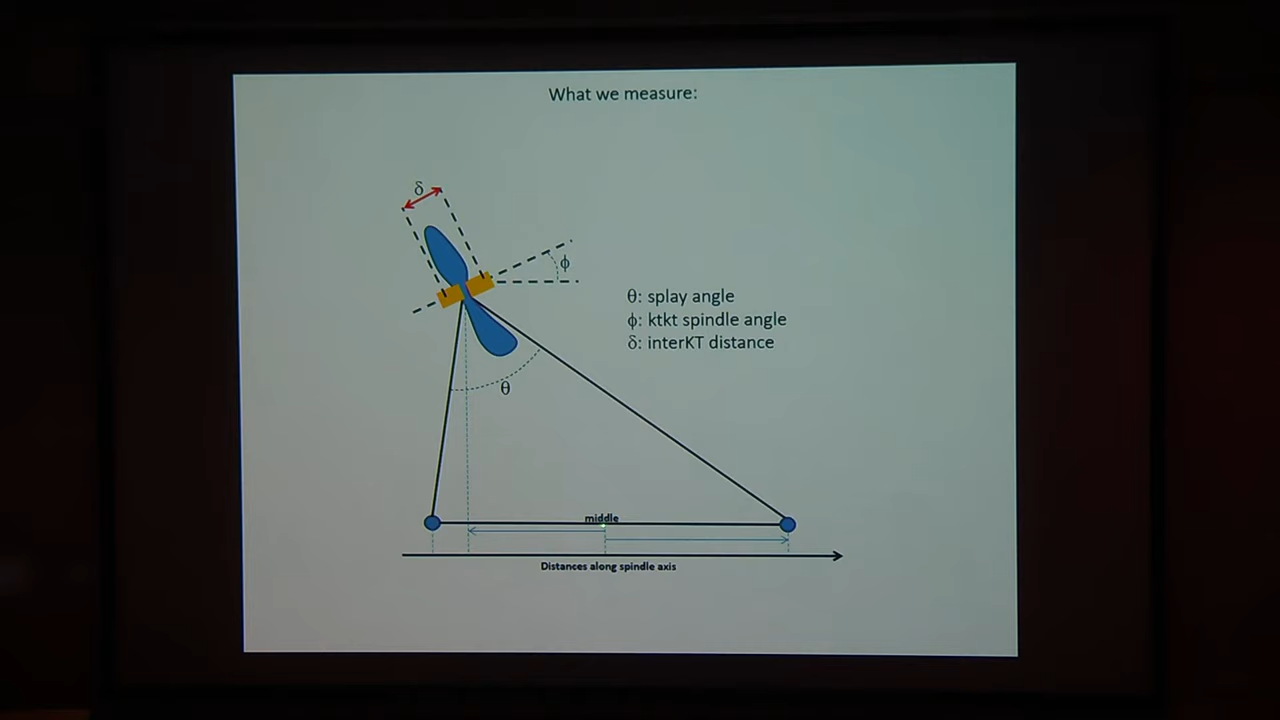 What we measure:
δ
ϕ
θ: splay angle
ϕ: ktkt spindle angle
δ: interKT distance
θ
middle
Distances along spindle axis